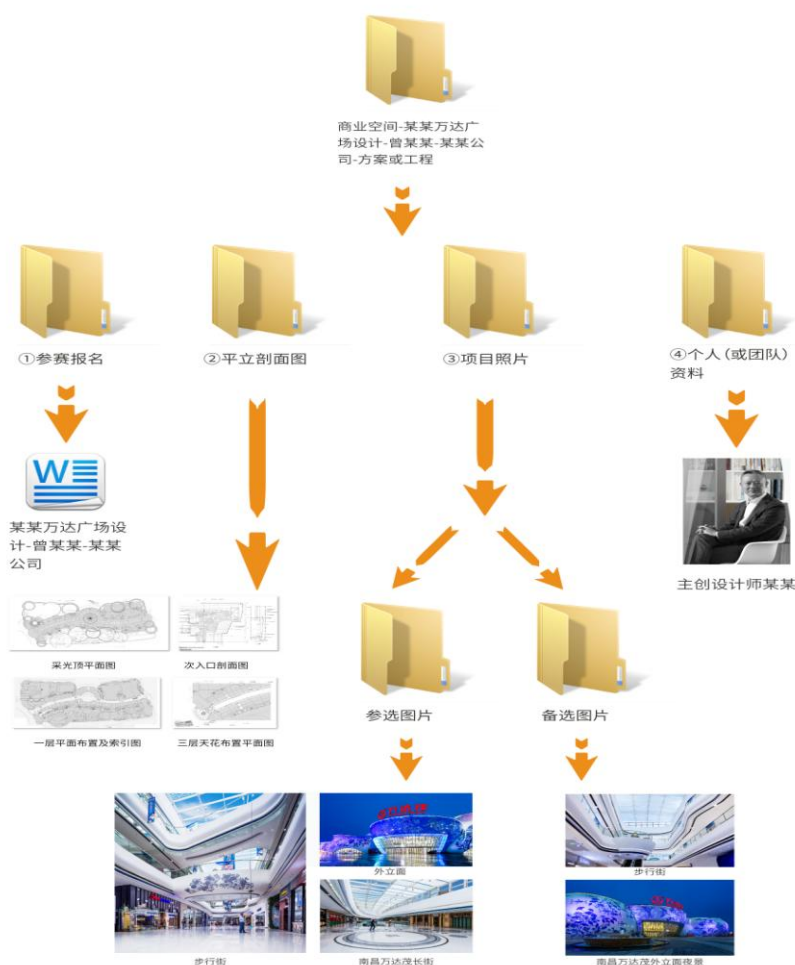 商业空间-某某万达广
场设计-曾某某-某某公
司-方案或工程
①参赛报名
②平立剖面图
③项目照片
④个人(或团队)
资料
W
某某万达广场设
计-曾某某-某某
公司
主创设计师某某
采光顶平面图
次入口剖面图
一层平面布置及索引图
三层天花布置平面图
参选图片
备选图片
步行街
外立面
南昌万达茂长街
步行街
南昌万达茂外立面夜景